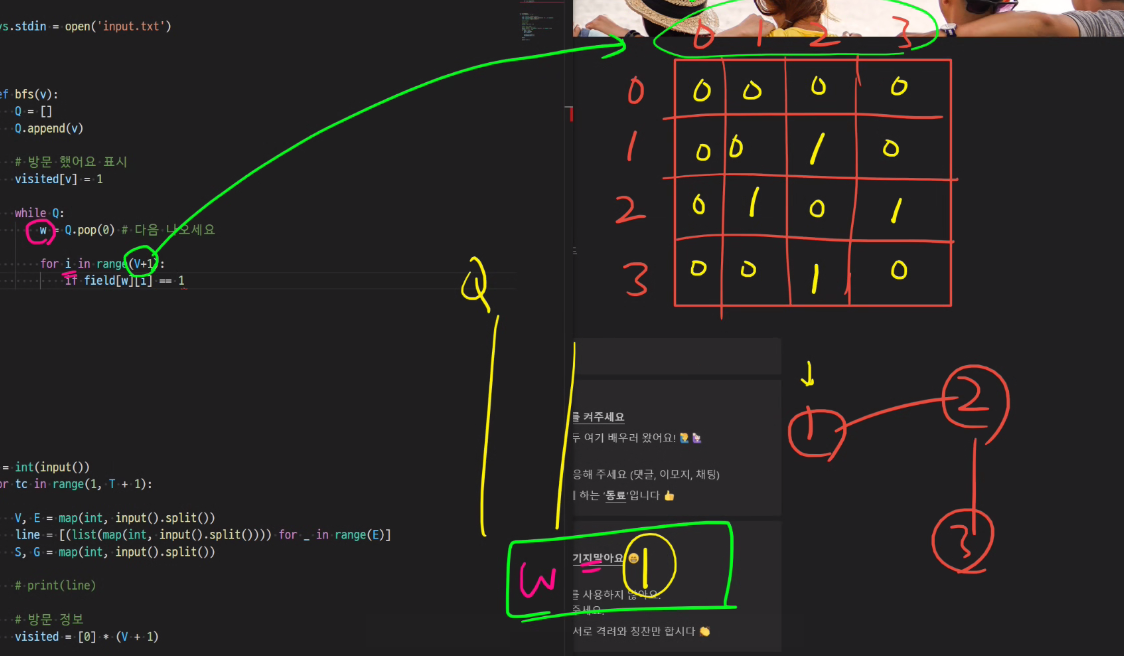 ys.stdin = open('input.txt')
ef bfs(v):
Q = []
Q.append(v)
# 방문 했어요 표시
visited[v] = 1
while Q:
w = Q.pop(0) # 다음 나오세요
for i in range(V+1):
if field[w][i] == 1
= int(input())
or tc in range(1, T + 1):
V, E = map(int, input().split())
line = [(list(map(int, input().split()))) for _ in range(E)]
S, G = map(int, input().split())
# print(line)
# 방문 정보
visited = [0] * (V + 1)
0 1 2 3
0 0 0 0 0
1 0 0 1 0
2 0 1 0 1
3 0 0 1 0
Q
를 켜주세요
두 여기 배우러 왔어요! 🙋‍♂️🙋‍♀️
응해 주세요 (댓글, 이모지, 채팅)
에 하는 '동료'입니다 👍
기지말아요 😠
를 사용하지 않아요.
주세요.
서로 격려와 칭찬만 합시다 👏
W = 1
1
2
3